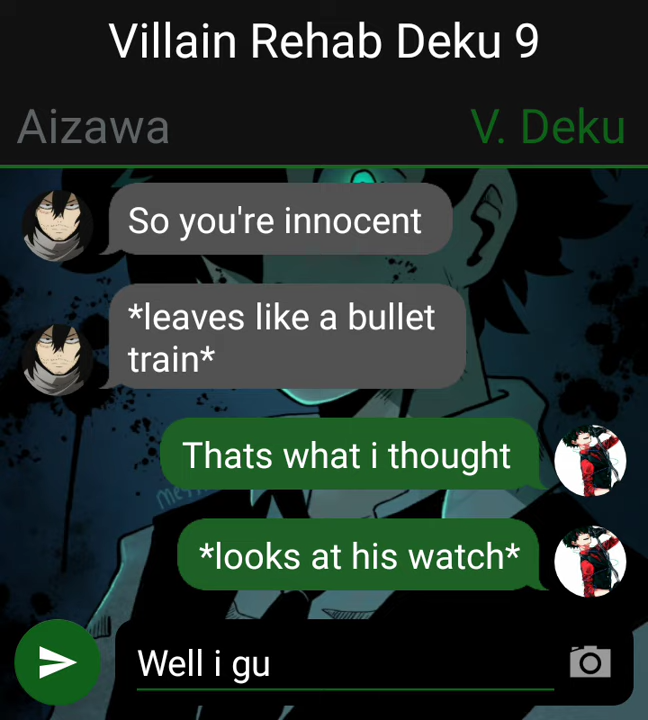 Villain Rehab Deku 9
Aizawa
V. Deku
So you're innocent
*leaves like a bullet
train*
Thats what i thought
*looks at his watch*
Well i gu